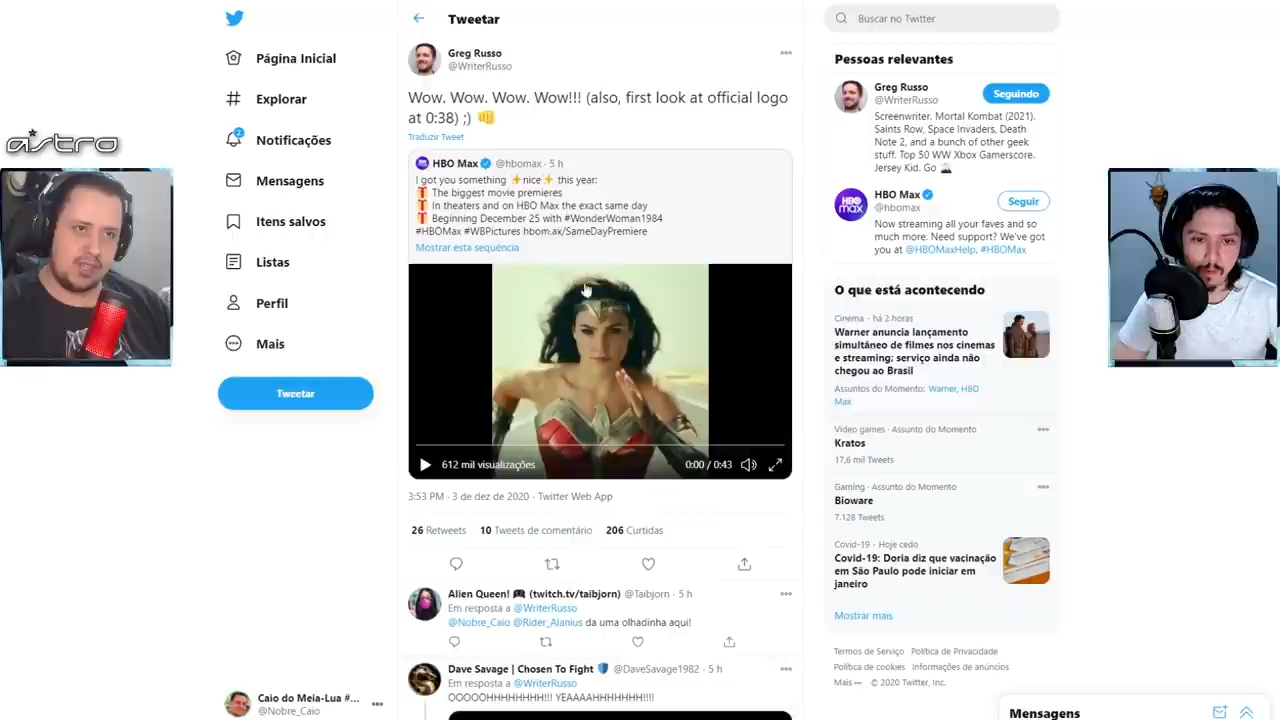 Tweetar
Buscar no Twitter
Página Inicial
Explorar
2
Notificações
Mensagens
Itens salvos
Listas
Perfil
Mais
Tweetar
Caio do Meia-Lua #...
@Nobre_Caio
astro
Greg Russo
@WriterRusso
Wow. Wow. Wow. Wow!!! (also, first look at official logo
at 0:38) ;) 👊
Traduzir Tweet
HBO Max @hbomax · 5 h
I got you something ✨nice✨ this year:
🎁 The biggest movie premieres
🎁 In theaters and on HBO Max the exact same day
🎁 Beginning December 25 with #WonderWoman1984
#HBOMax #WBPictures hbom.ax/SameDayPremiere
Mostrar esta sequência
612 mil visualizações
0:00 / 0:43
3:53 PM · 3 de dez de 2020 · Twitter Web App
26 Retweets 10 Tweets de comentário 206 Curtidas
Alien Queen! 🎮 (twitch.tv/taibjorn) @Taibjorn · 5 h
Em resposta a @WriterRusso
@Nobre_Caio @Rider_Alanius da uma olhadinha aqui!
Dave Savage | Chosen To Fight @DaveSavage1982 · 5 h
Em resposta a @WriterRusso
OOOOOHHHHHHHH!!! YEAAAAHHHHHHH!!!!
Pessoas relevantes
Greg Russo
@WriterRusso
Seguindo
Screenwriter. Mortal Kombat (2021).
Saints Row, Space Invaders, Death
Note 2, and a bunch of other geek
stuff. Top 50 WW Xbox Gamerscore.
Jersey Kid. Go
HBO MAX
HBO Max
@hbomax
Seguir
Now streaming all your faves and so
much more. Need support? We've got
you at @HBOMaxHelp. #HBOMax
O que está acontecendo
Cinema · há 2 horas
Warner anuncia lançamento
simultâneo de filmes nos cinemas
e streaming; serviço ainda não
chegou ao Brasil
Assuntos do Momento: Warner, HBO
Max
Video games · Assunto do Momento
Kratos
17,6 mil Tweets
Gaming · Assunto do Momento
Bioware
7.128 Tweets
Covid-19 · Hoje cedo
Covid-19: Doria diz que vacinação
em São Paulo pode iniciar em
janeiro
Mostrar mais
Termos de Serviço Política de Privacidade
Política de cookies Informações de anúncios
Mais ··· © 2020 Twitter, Inc.
Mensagens